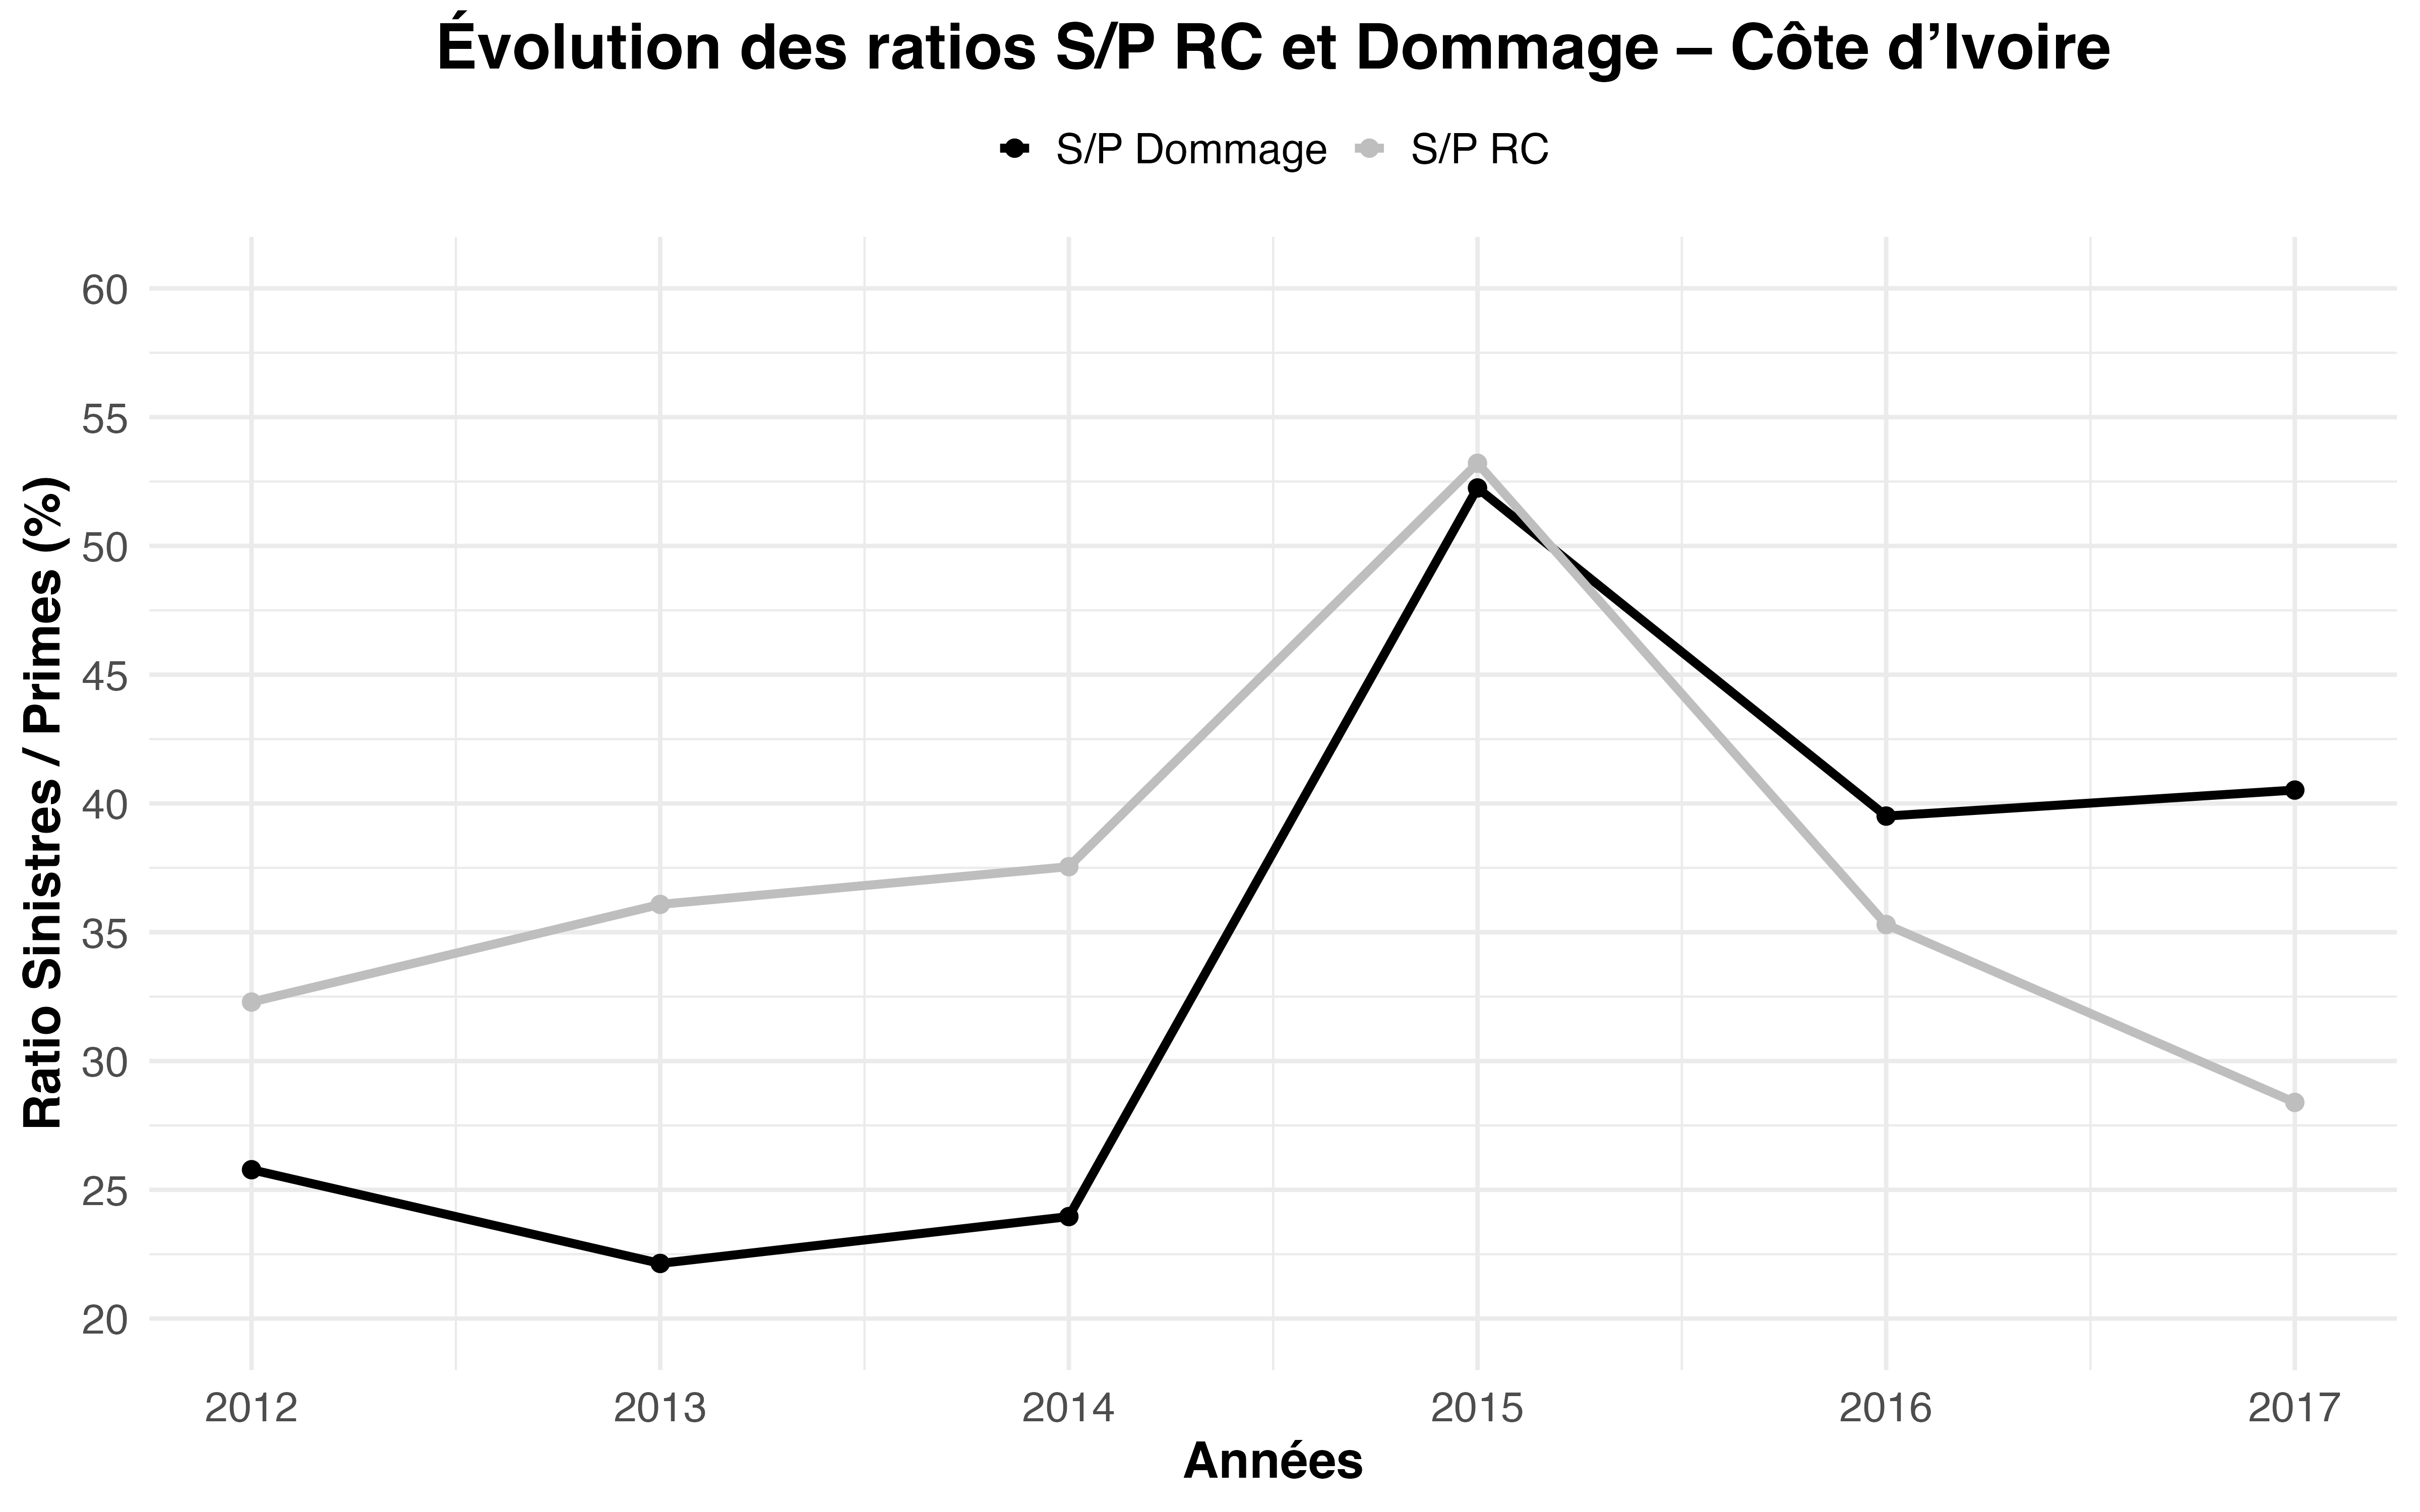 Évolution des ratios S/P RC et Dommage – Côte d’Ivoire
S/P Dommage S/P RC
Ratio Sinistres / Primes (%)
60
55
50
45
40
35
30
25
20
2012 2013 2014 2015 2016 2017
Années